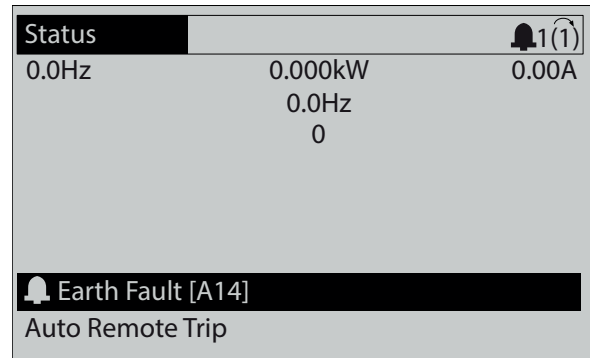 Status 1(1)
0.0Hz 0.000kW 0.00A
0.0Hz
0
Earth Fault [A14]
Auto Remote Trip